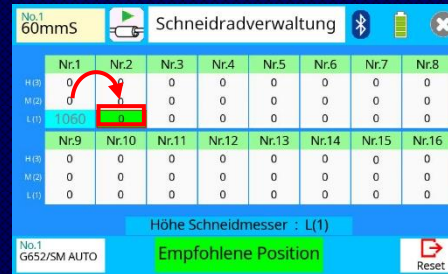 No.1
60mmS
Schneidradverwaltung
Nr.1 Nr.2 Nr.3 Nr.4 Nr.5 Nr.6 Nr.7 Nr.8
H(3) 0 0 0 0 0 0 0 0
M(2) 0 0 0 0 0 0 0 0
L(1) 1060 0 0 0 0 0 0 0
Nr.9 Nr.10 Nr.11 Nr.12 Nr.13 Nr.14 Nr.15 Nr.16
H(3) 0 0 0 0 0 0 0 0
M(2) 0 0 0 0 0 0 0 0
L(1) 0 0 0 0 0 0 0 0
Höhe Schneidmesser : L(1)
No.1
G652/SM AUTO
Empfohlene Position
Reset